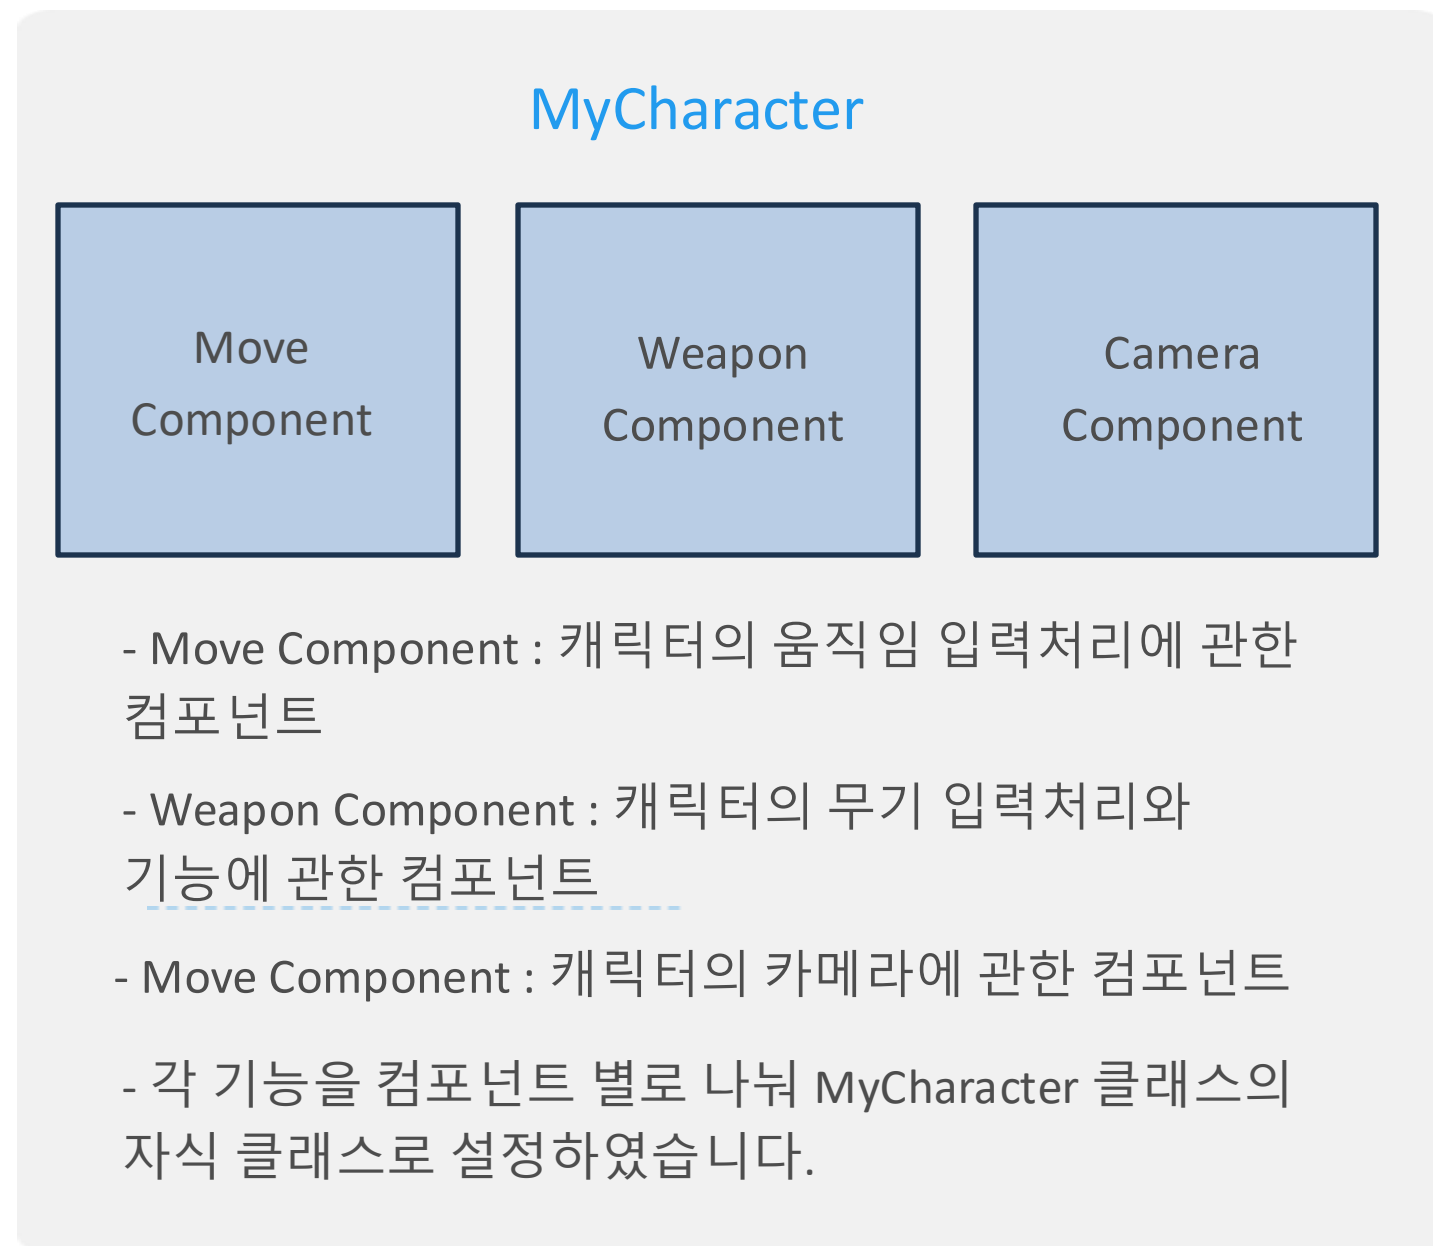 MyCharacter
Move
Component
Weapon
Component
Camera
Component
- Move Component : 캐릭터의 움직임 입력처리에 관한
컴포넌트
- Weapon Component : 캐릭터의 무기 입력처리와
기능에 관한 컴포넌트
- Move Component : 캐릭터의 카메라에 관한 컴포넌트
- 각 기능을 컴포넌트 별로 나눠 MyCharacter 클래스의
자식 클래스로 설정하였습니다.